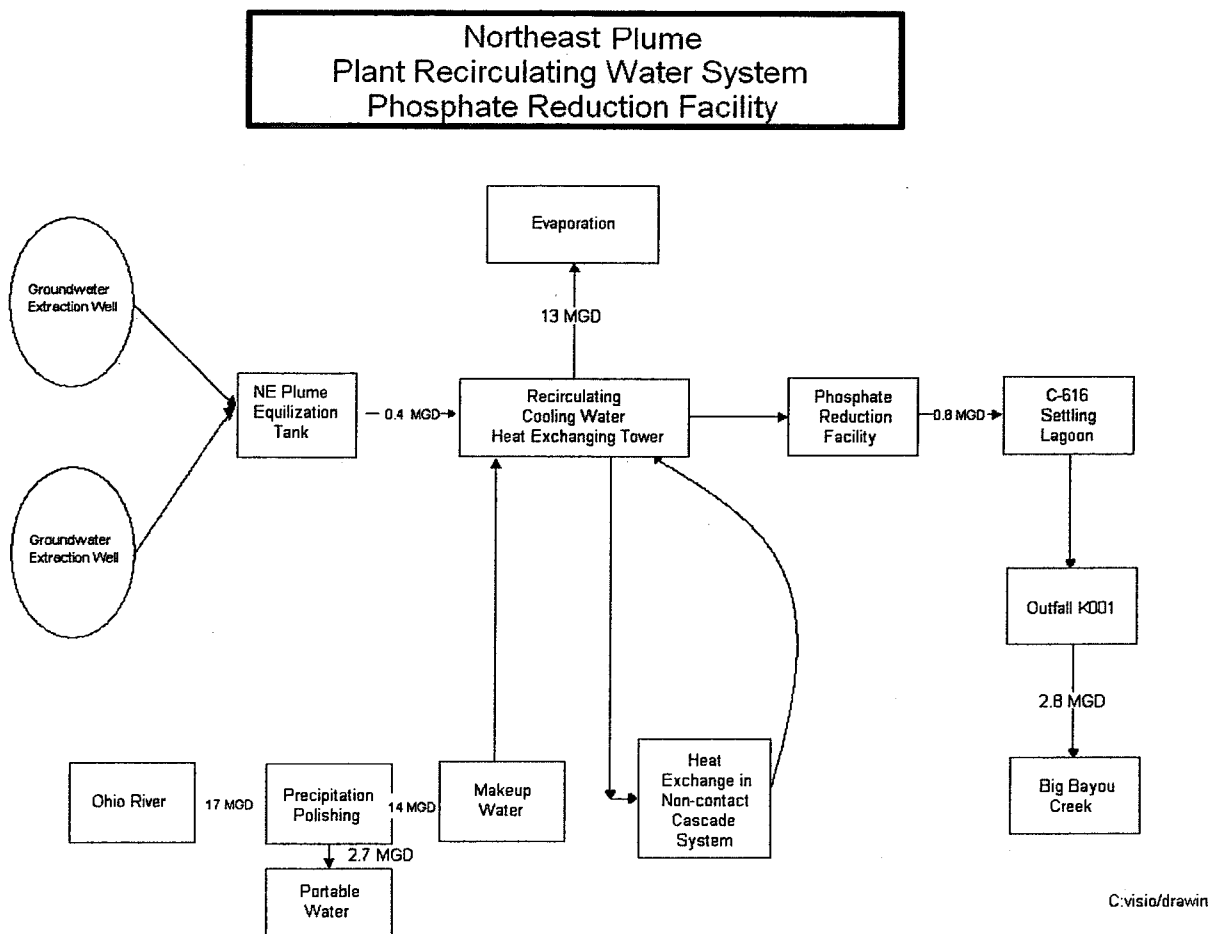 Northeast Plume
Plant Recirculating Water System
Phosphate Reduction Facility
Evaporation
Groundwater
Extraction Well
13 MGD
NE Plume
Equilization
Tank
0.4 MGD
Recirculating
Cooling Water
Heat Exchanging Tower
Phosphate
Reduction
Facility
0.8 MGD
C-616
Settling
Lagoon
Groundwater
Extraction Well
Outfall K001
2.8 MGD
Ohio River
17 MGD
Precipitation
Polishing
14 MGD
Makeup
Water
Heat
Exchange in
Non-contact
Cascade
System
Big Bayou
Creek
2.7 MGD
Portable
Water
C:visio/drawin